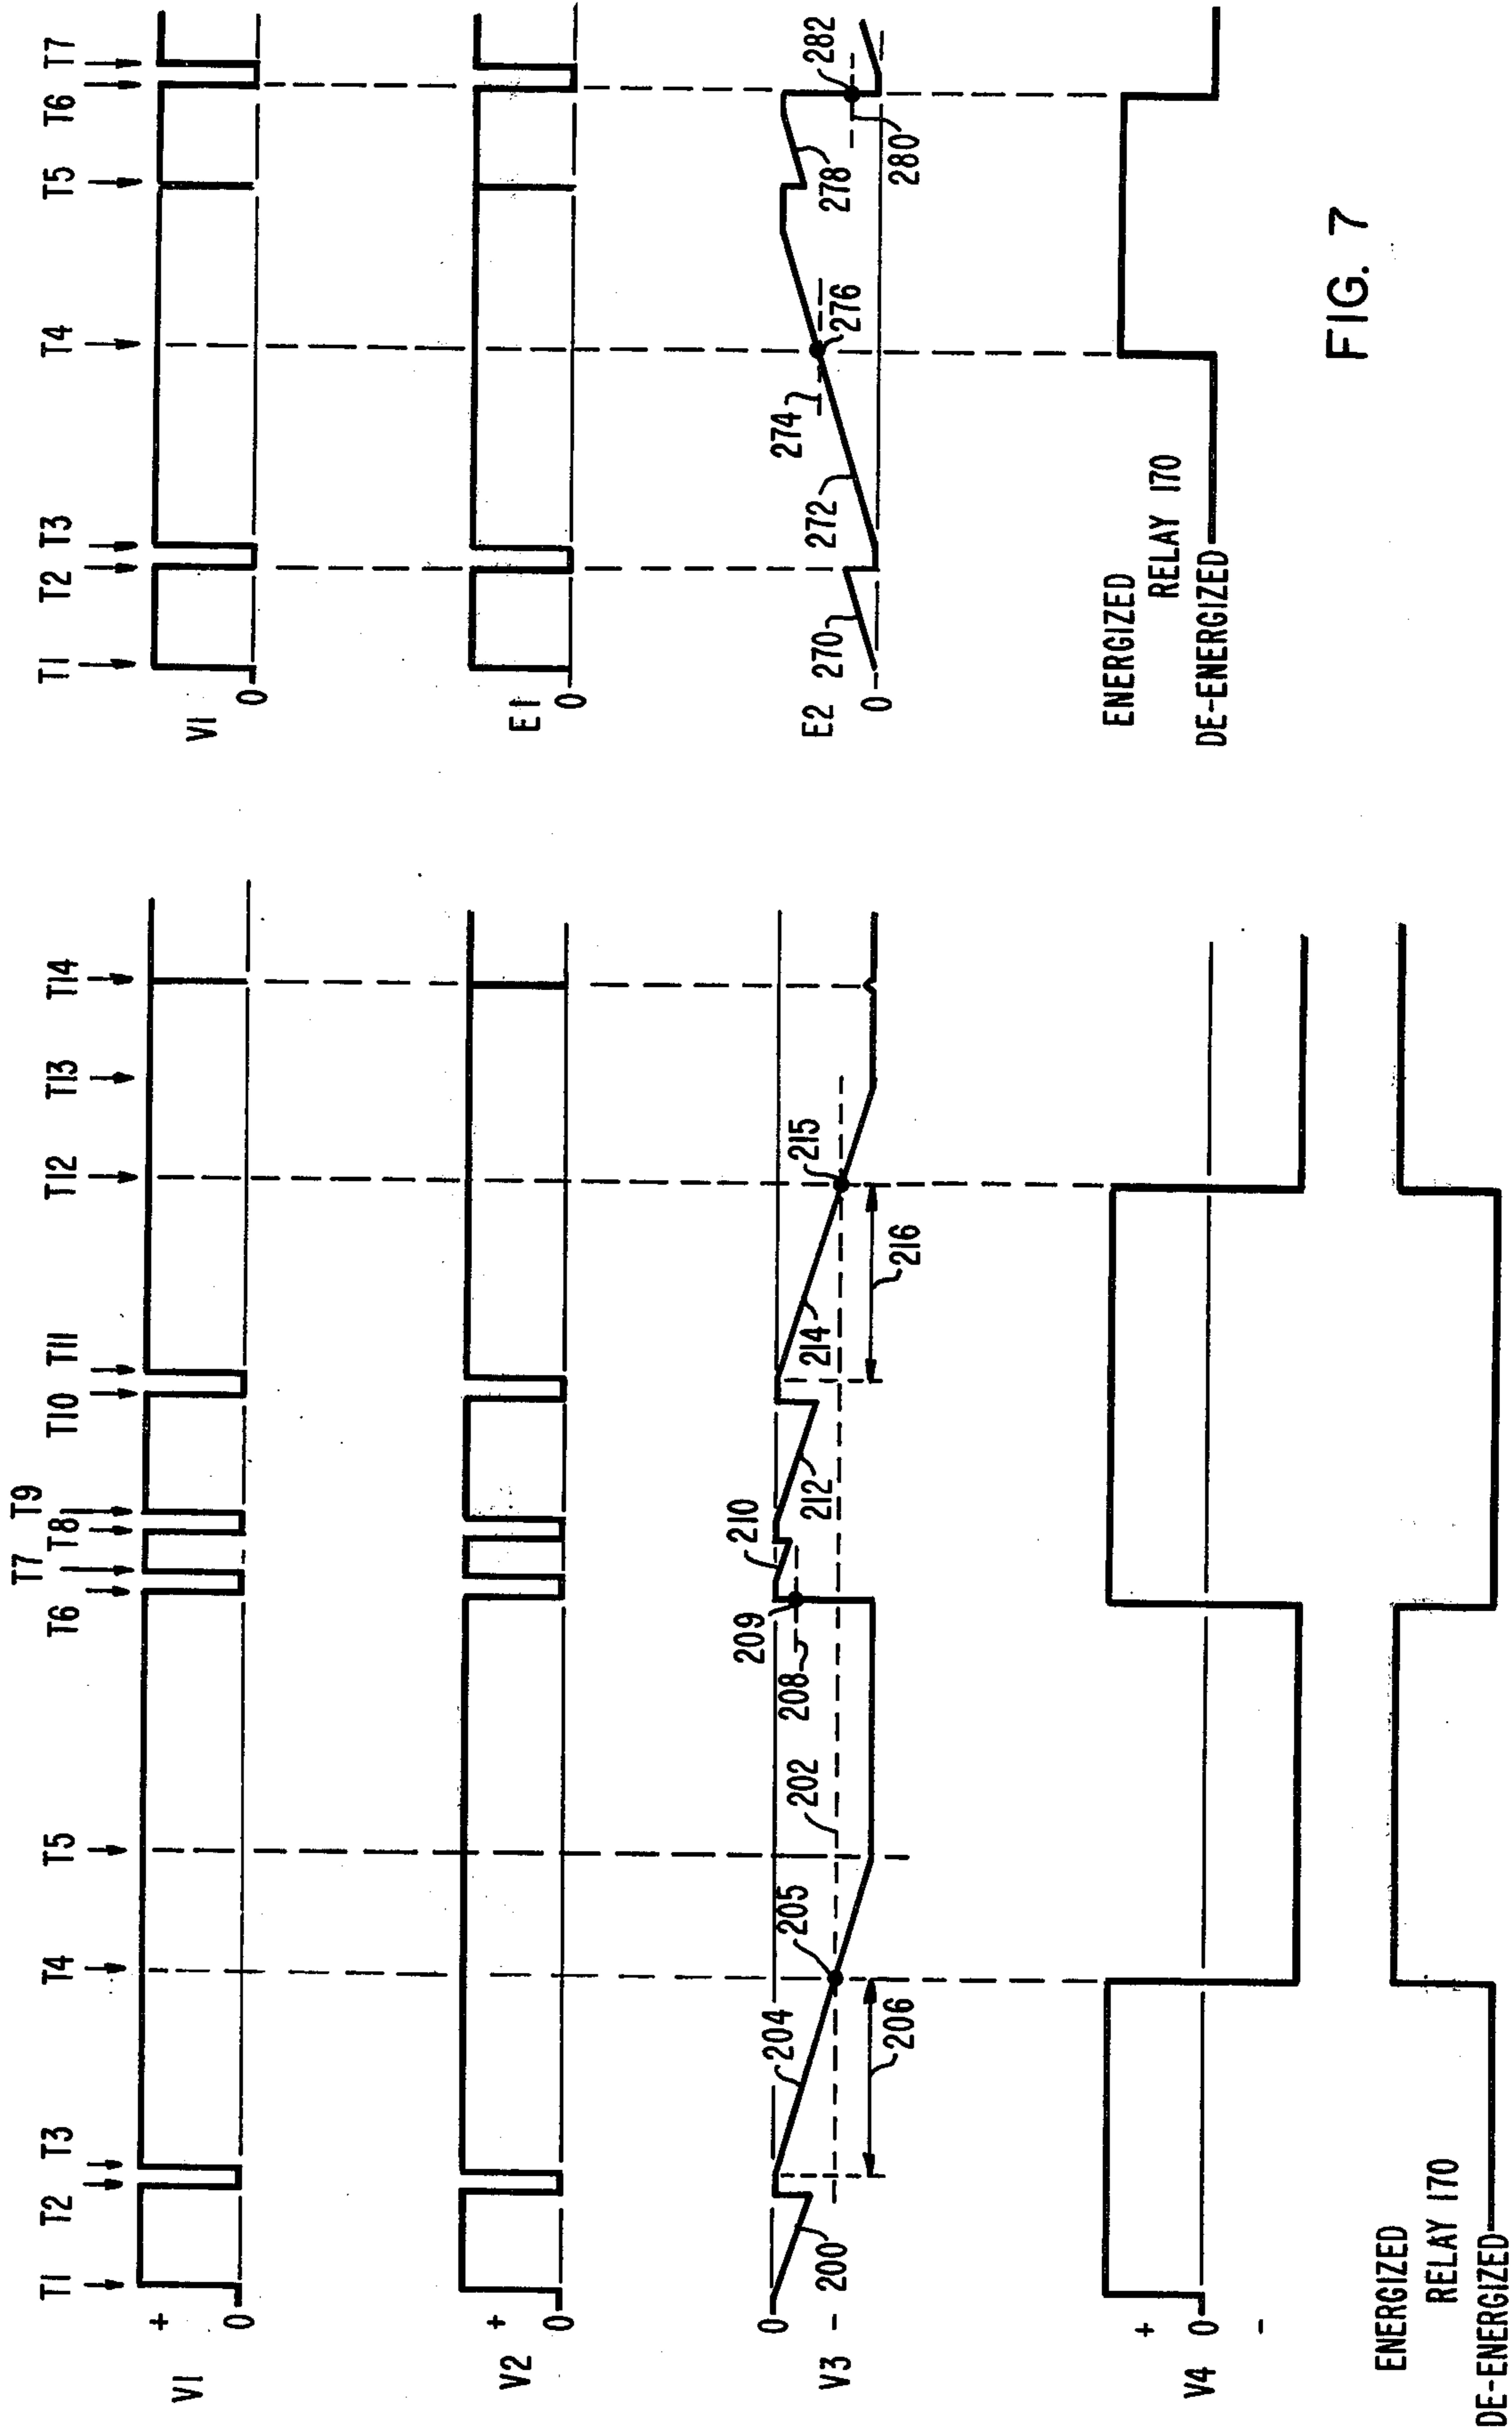 T1 T2 T3 T4 T5 T6 T7 T8 T9 T10 T11 T12 T13 T14
V1 + 0
V2 + 0
V3 0 -
200 204 205 206 202 208 209 210 212 214 215 216
V4 + 0 -
ENERGIZED
RELAY 170
DE-ENERGIZED
T1 T2 T3 T4 T5 T6 T7
V1 0
E1 0
E2 0
270 272 274 276 278 280 282
ENERGIZED
RELAY 170
DE-ENERGIZED
FIG. 7